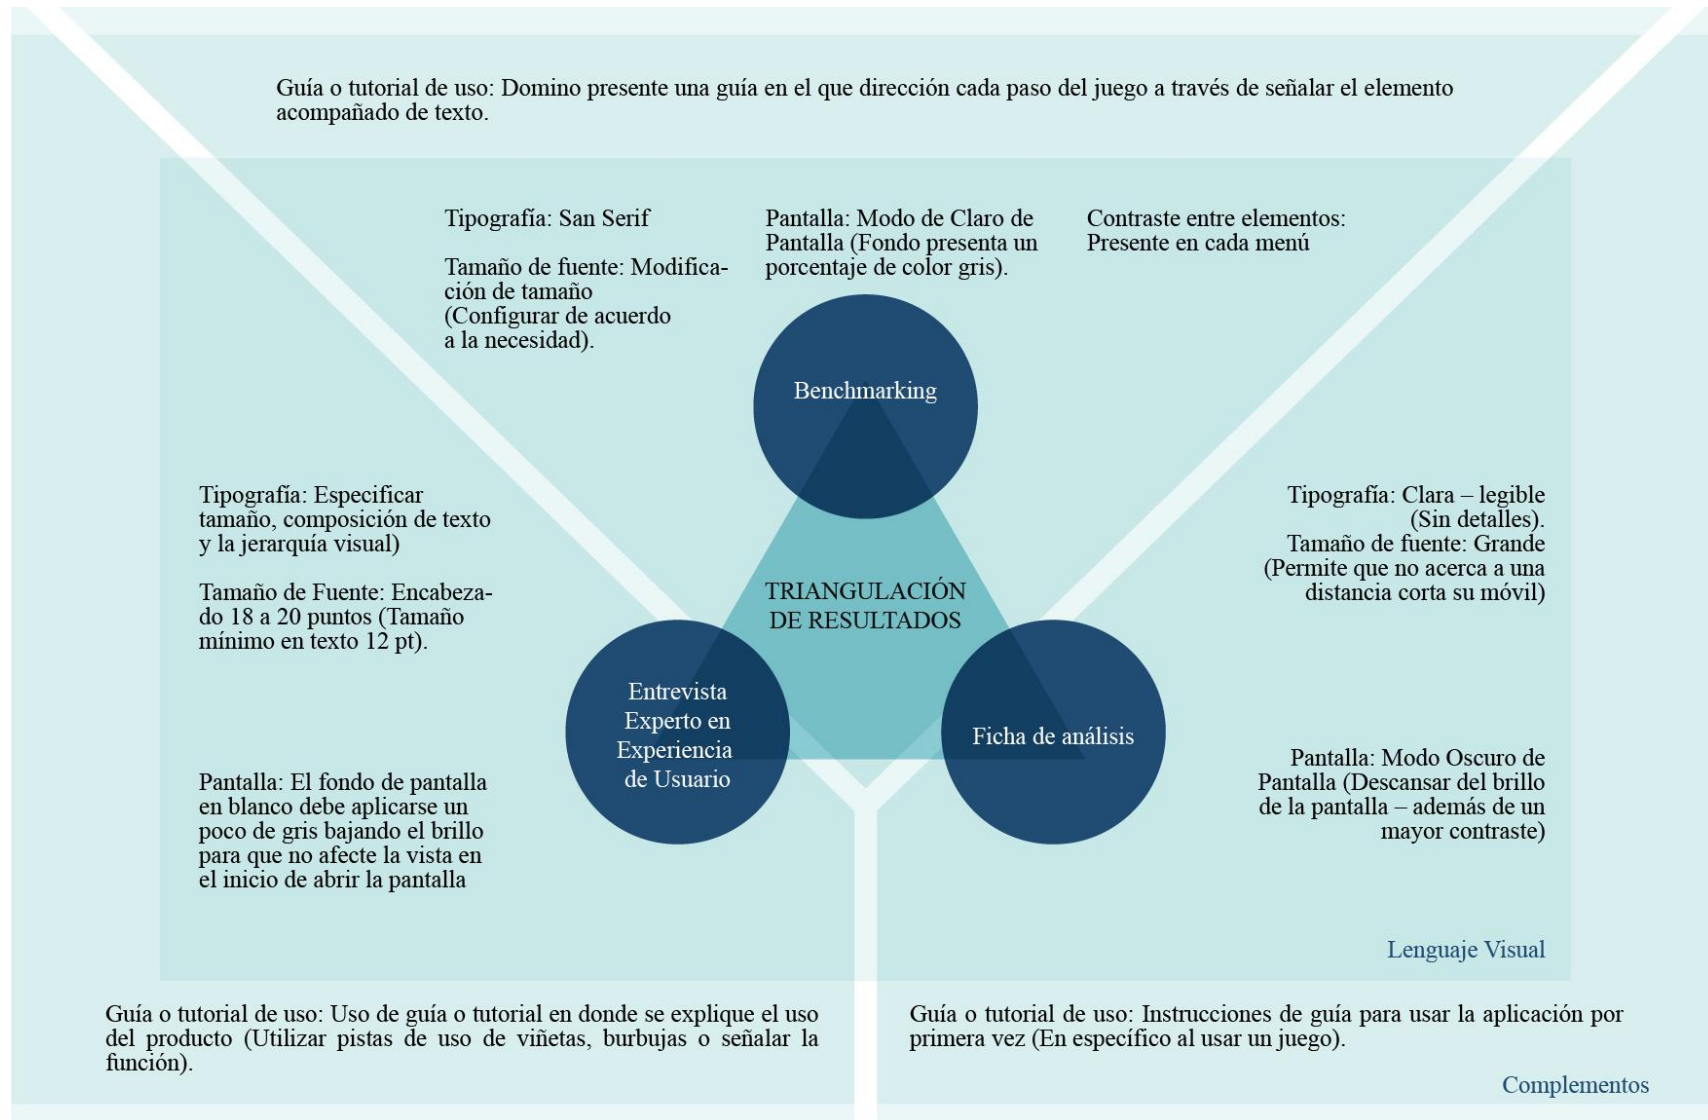 Guía o tutorial de uso: Domino presente una guía en el que dirección cada paso del juego a través de señalar el elemento
acompañado de texto.
Tipografía: San Serif
Tamaño de fuente: Modifica-
ción de tamaño
(Configurar de acuerdo
a la necesidad).
Pantalla: Modo de Claro de
Pantalla (Fondo presenta un
porcentaje de color gris).
Contraste entre elementos:
Presente en cada menú
Benchmarking
Tipografía: Especificar
tamaño, composición de texto
y la jerarquía visual)
Tamaño de Fuente: Encabeza-
do 18 a 20 puntos (Tamaño
mínimo en texto 12 pt).
Pantalla: El fondo de pantalla
en blanco debe aplicarse un
poco de gris bajando el brillo
para que no afecte la vista en
el inicio de abrir la pantalla
TRIANGULACIÓN
DE RESULTADOS
Entrevista
Experto en
Experiencia
de Usuario
Ficha de análisis
Tipografía: Clara – legible
(Sin detalles).
Tamaño de fuente: Grande
(Permite que no acerca a una
distancia corta su móvil)
Pantalla: Modo Oscuro de
Pantalla (Descansar del brillo
de la pantalla – además de un
mayor contraste)
Lenguaje Visual
Guía o tutorial de uso: Uso de guía o tutorial en donde se explique el uso
del producto (Utilizar pistas de uso de viñetas, burbujas o señalar la
función).
Guía o tutorial de uso: Instrucciones de guía para usar la aplicación por
primera vez (En específico al usar un juego).
Complementos